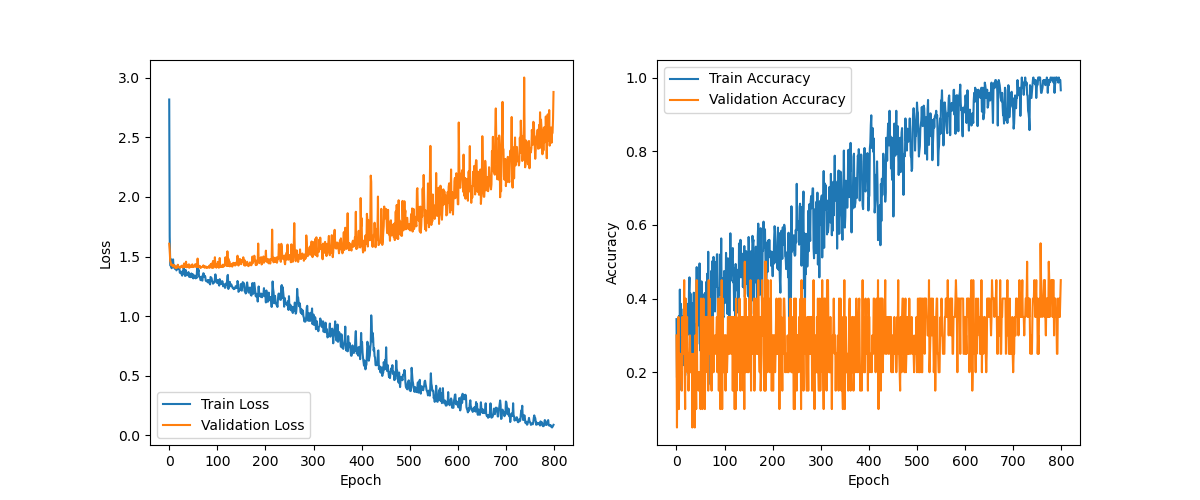 3.0
2.5
2.0
1.5
1.0
0.5
0.0
Loss
Train Loss
Validation Loss
0 100 200 300 400 500 600 700 800
Epoch
Train Accuracy
Validation Accuracy
1.0
0.8
0.6
0.4
0.2
Accuracy
0 100 200 300 400 500 600 700 800
Epoch